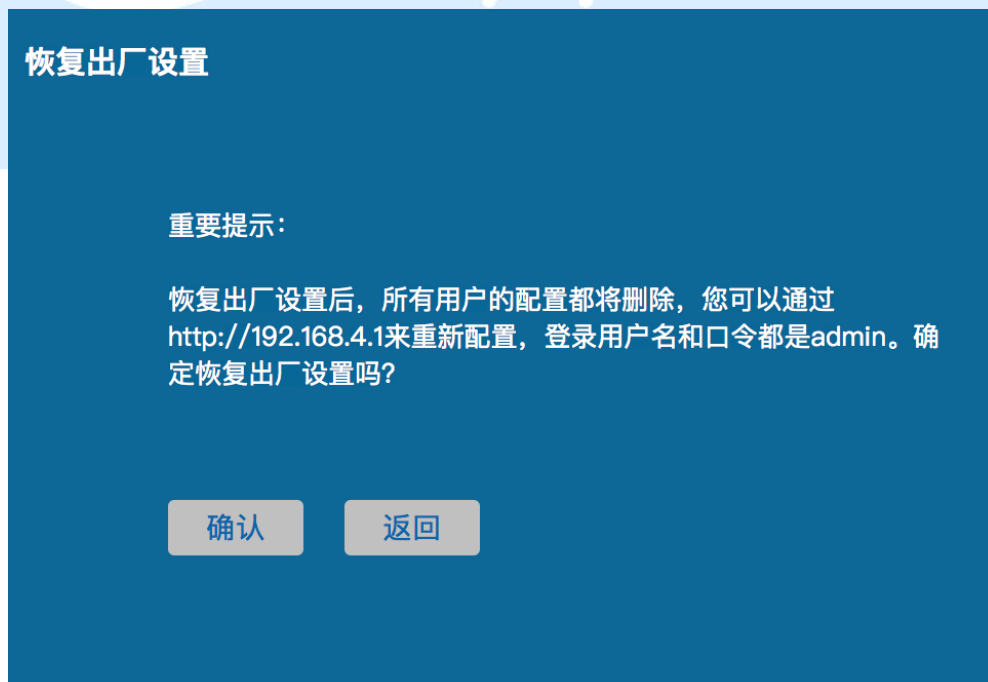 恢复出厂设置
重要提示：
恢复出厂设置后，所有用户的配置都将删除，您可以通过
http://192.168.4.1来重新配置，登录用户名和口令都是admin。确
定恢复出厂设置吗？
确认
返回